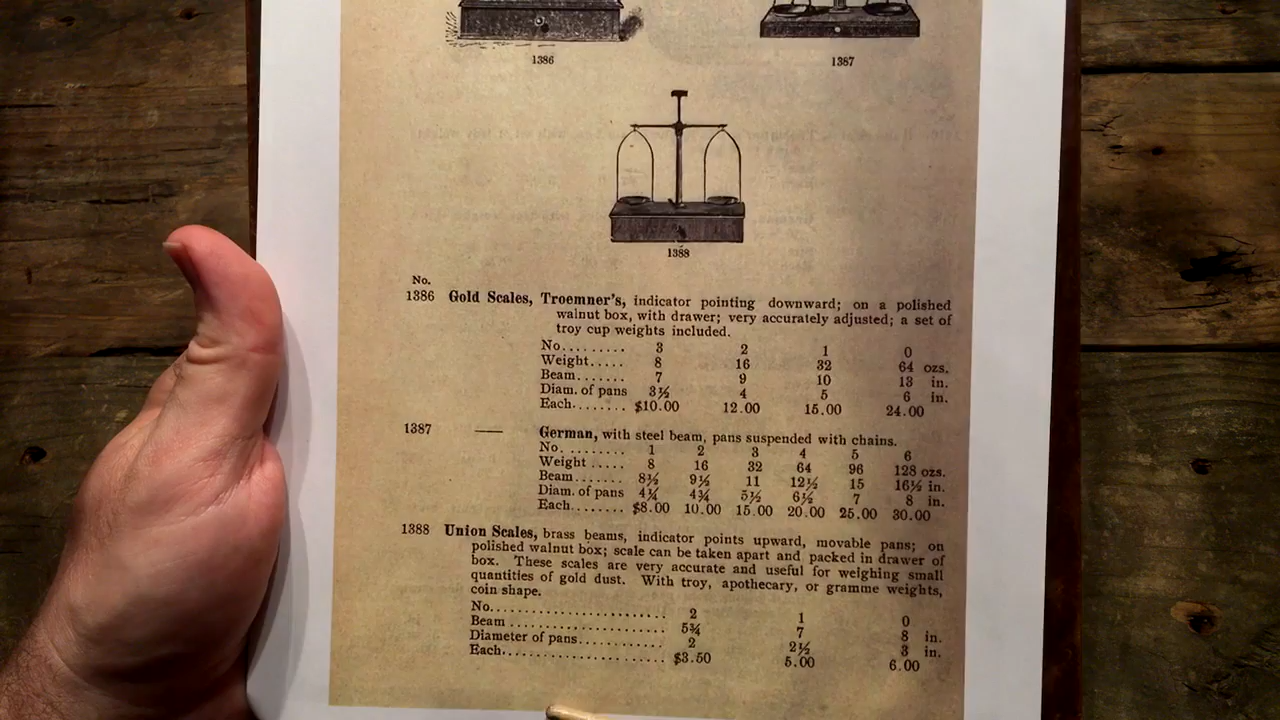 1386
1387
1388
No.
1386 Gold Scales, Troemner's, indicator pointing downward; on a polished
walnut box, with drawer; very accurately adjusted; a set of
troy cup weights included.
No......... 3 2 1 0
Weight..... 8 16 32 64 ozs.
Beam....... 7 9 10 13 in.
Diam. of pans 3½ 4 5 6 in.
Each........ $10.00 12.00 15.00 24.00
1387 — German, with steel beam, pans suspended with chains.
No. ........ 1 2 3 4 5 6
Weight ..... 8 16 32 64 96 128 ozs.
Beam....... 8½ 9½ 11 12½ 15 16½ in.
Diam. of pans 4¼ 4¾ 5½ 6½ 7 8 in.
Each........ $8.00 10.00 15.00 20.00 25.00 30.00
1388 Union Scales, brass beams, indicator points upward, movable pans; on
polished walnut box; scale can be taken apart and packed in drawer of
box. These scales are very accurate and useful for weighing small
quantities of gold dust. With troy, apothecary, or gramme weights,
coin shape.
No.............................. 2 1 0
Beam ........................... 5¾ 7 8 in.
Diameter of pans............... 2 2½ 3 in.
Each............................ $3.50 5.00 6.00